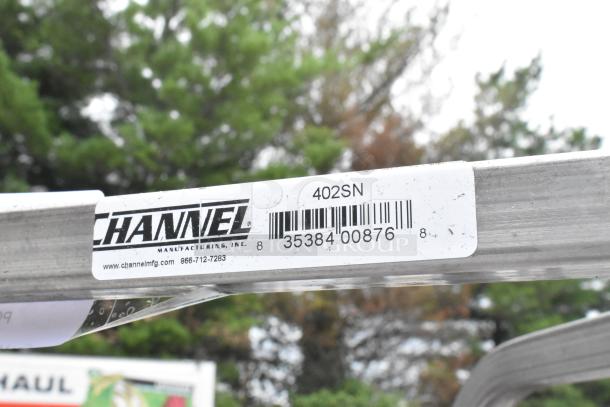 402SN
CHANNEL®
MANUFACTURING, INC.
www.channelmfg.com 866-712-7283
8 35384 00876 8
HAUL